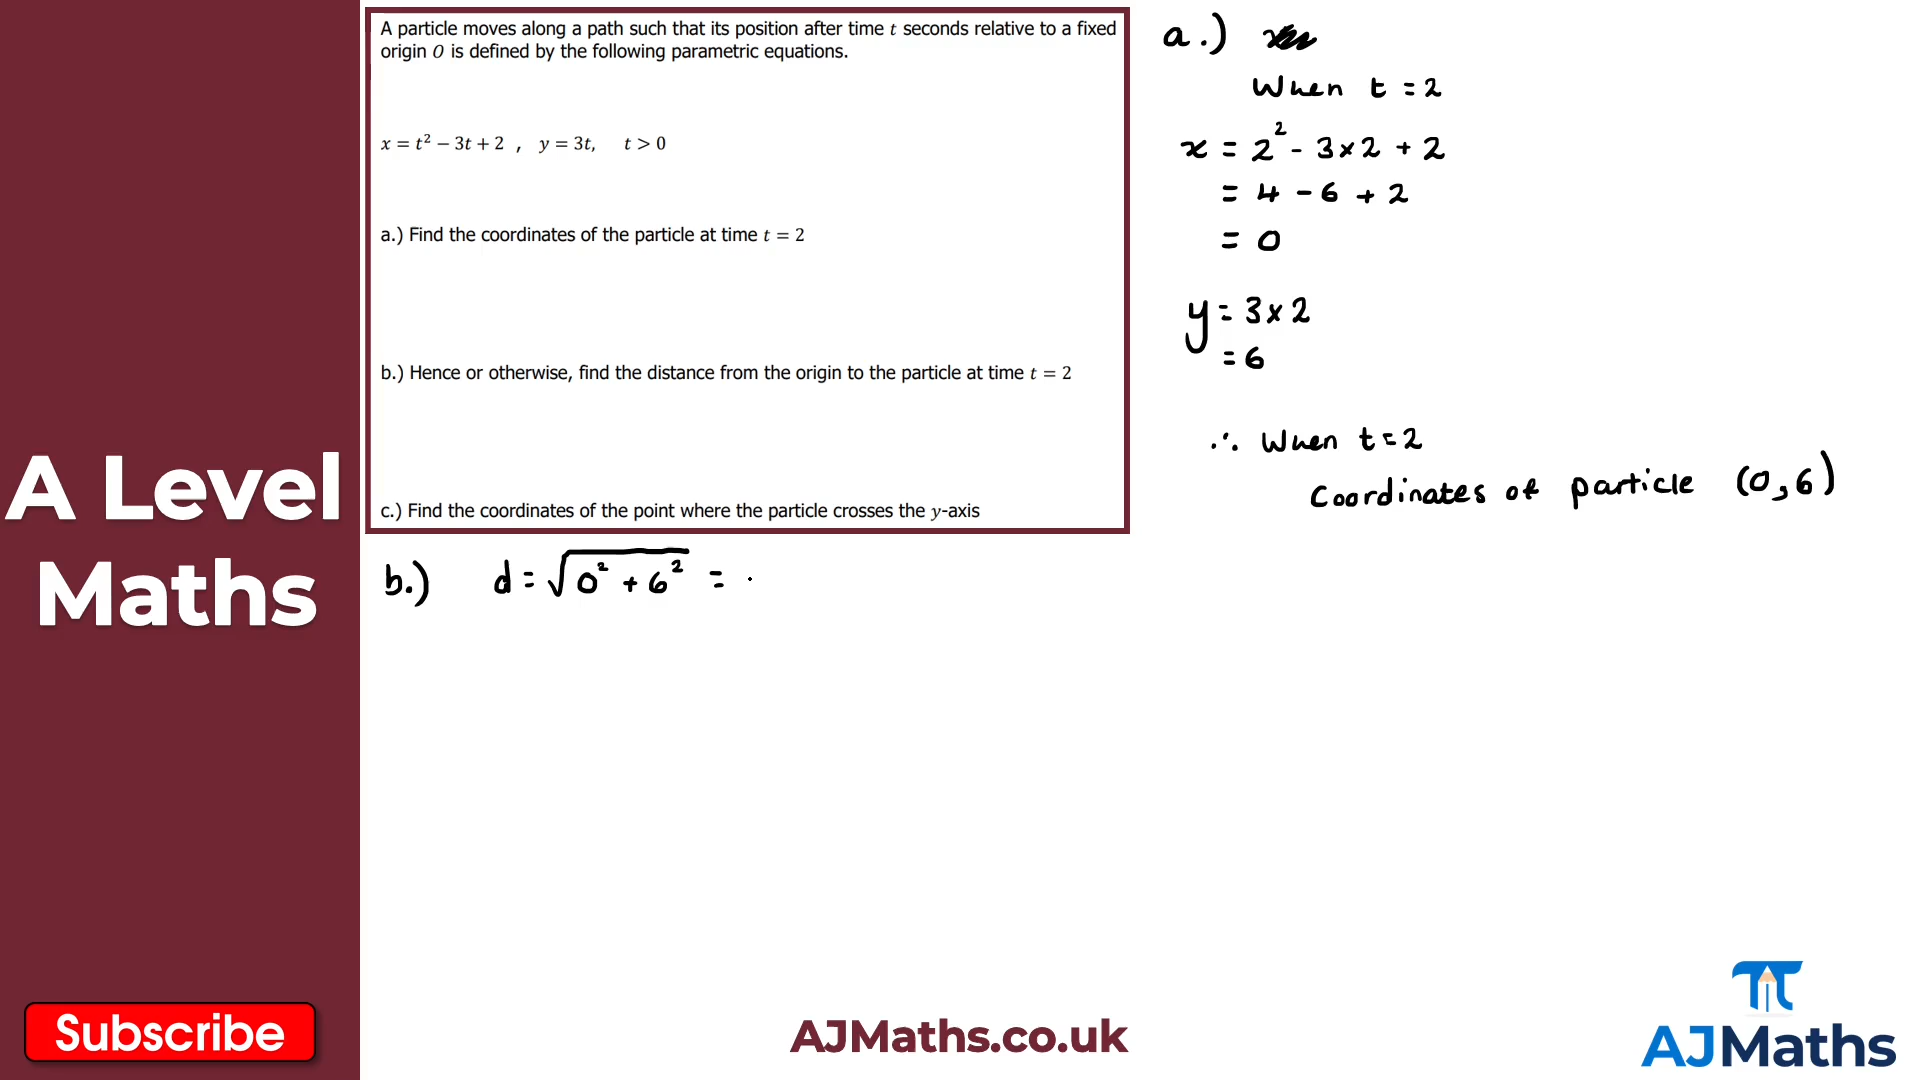 A Level
Maths
Subscribe
A particle moves along a path such that its position after time t seconds relative to a fixed
origin O is defined by the following parametric equations.
x = t² − 3t + 2 , y = 3t, t > 0
a.) Find the coordinates of the particle at time t = 2
b.) Hence or otherwise, find the distance from the origin to the particle at time t = 2
c.) Find the coordinates of the point where the particle crosses the y-axis
a.)
When t = 2
x = 2² - 3×2 + 2
= 4 - 6 + 2
= 0
y = 3×2
= 6
∴ When t=2
Coordinates of particle (0,6)
b.) d = √(0² + 6²) =
AJMaths.co.uk
AJMaths